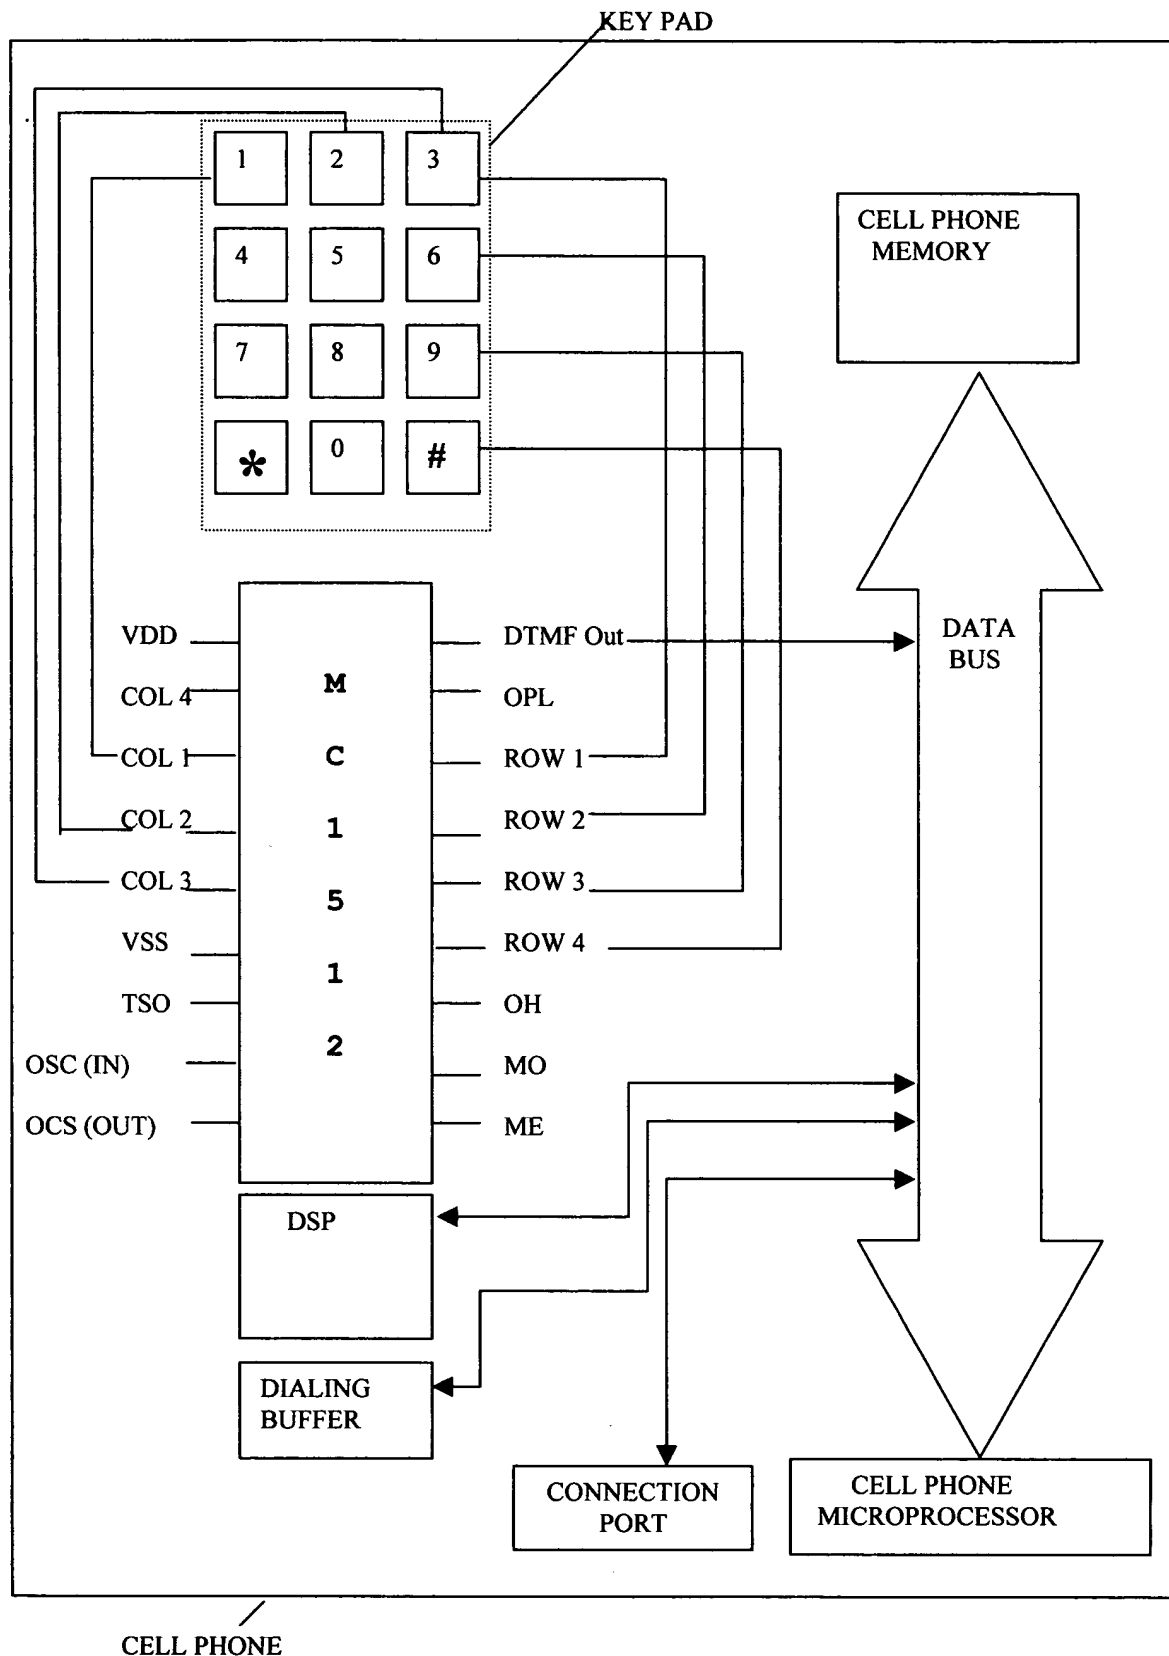 KEY PAD
1 2 3
4 5 6
7 8 9
* 0 #
CELL PHONE
MEMORY
VDD
COL 4
COL 1
COL 2
COL 3
VSS
TSO
OSC (IN)
OCS (OUT)
M
C
1
5
1
2
DTMF Out
OPL
ROW 1
ROW 2
ROW 3
ROW 4
OH
MO
ME
DATA
BUS
DSP
DIALING
BUFFER
CONNECTION
PORT
CELL PHONE
MICROPROCESSOR
CELL PHONE